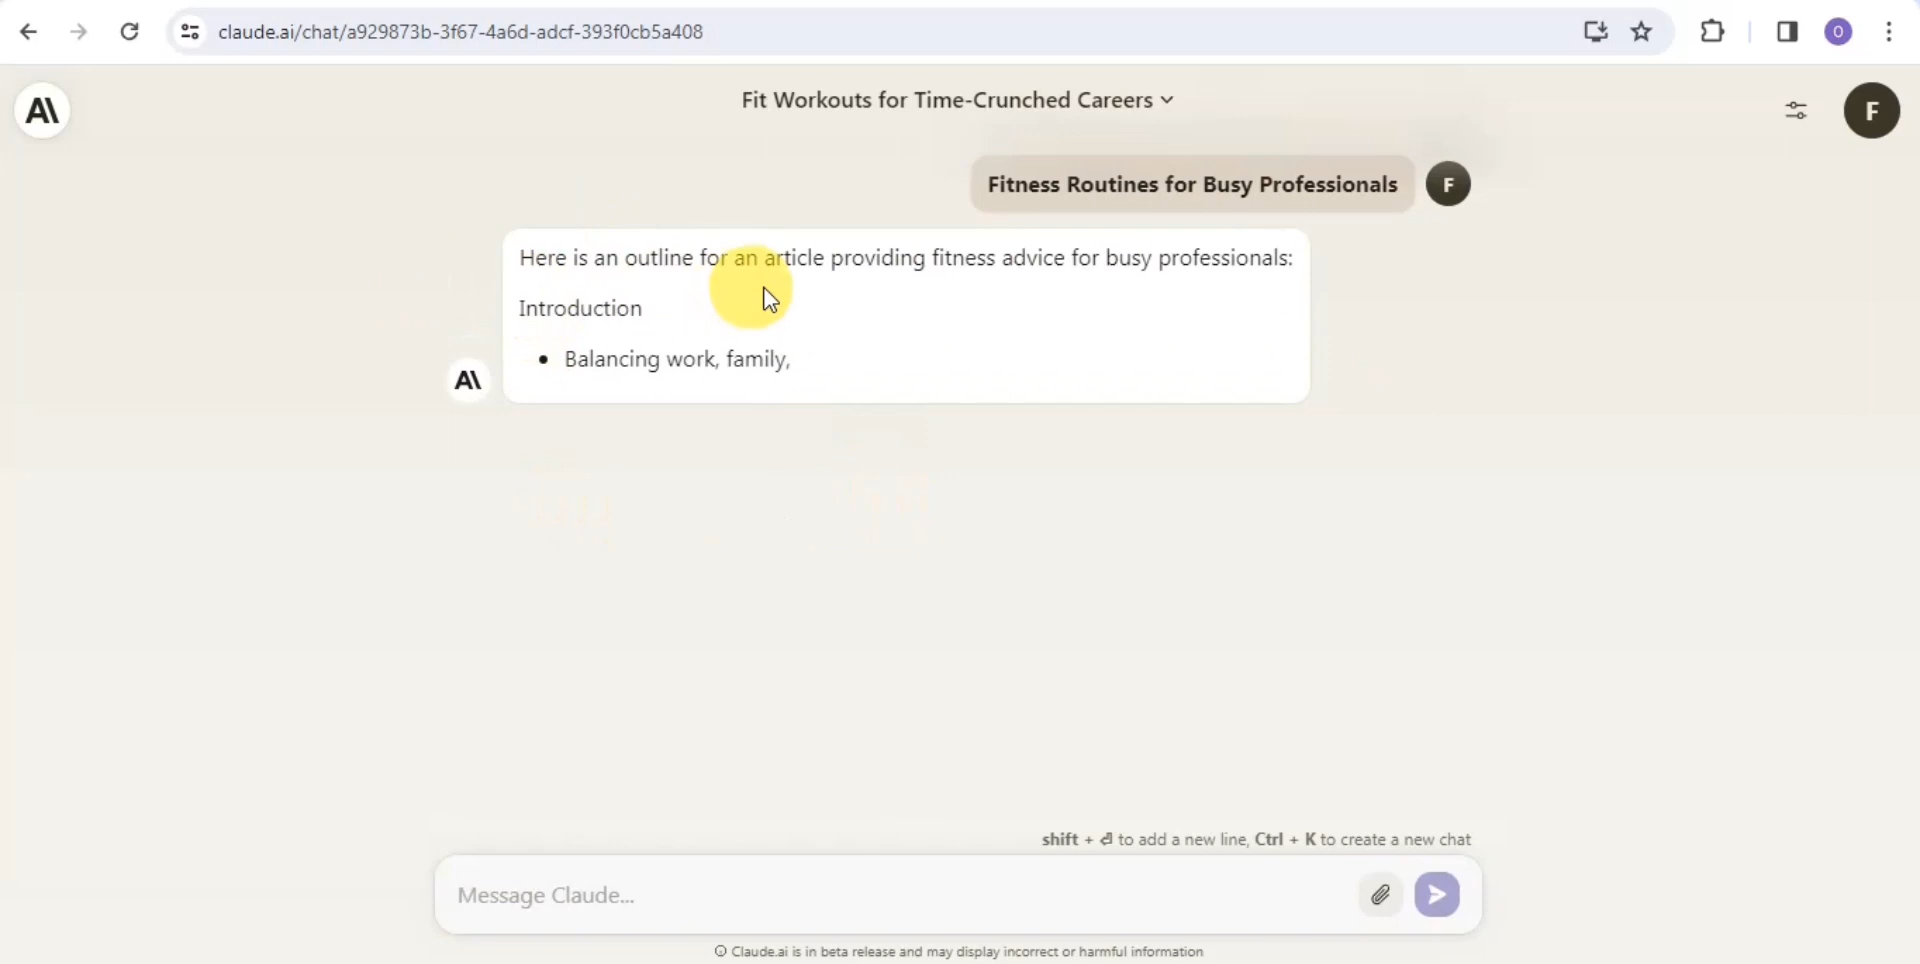 claude.ai/chat/a929873b-3f67-4a6d-adcf-393f0cb5a408
O
A\
Fit Workouts for Time-Crunched Careers
F
Fitness Routines for Busy Professionals
F
Here is an outline for an article providing fitness advice for busy professionals:
Introduction
• Balancing work, family,
A\
shift + ⏎ to add a new line, Ctrl + K to create a new chat
Message Claude...
Claude.ai is in beta release and may display incorrect or harmful information